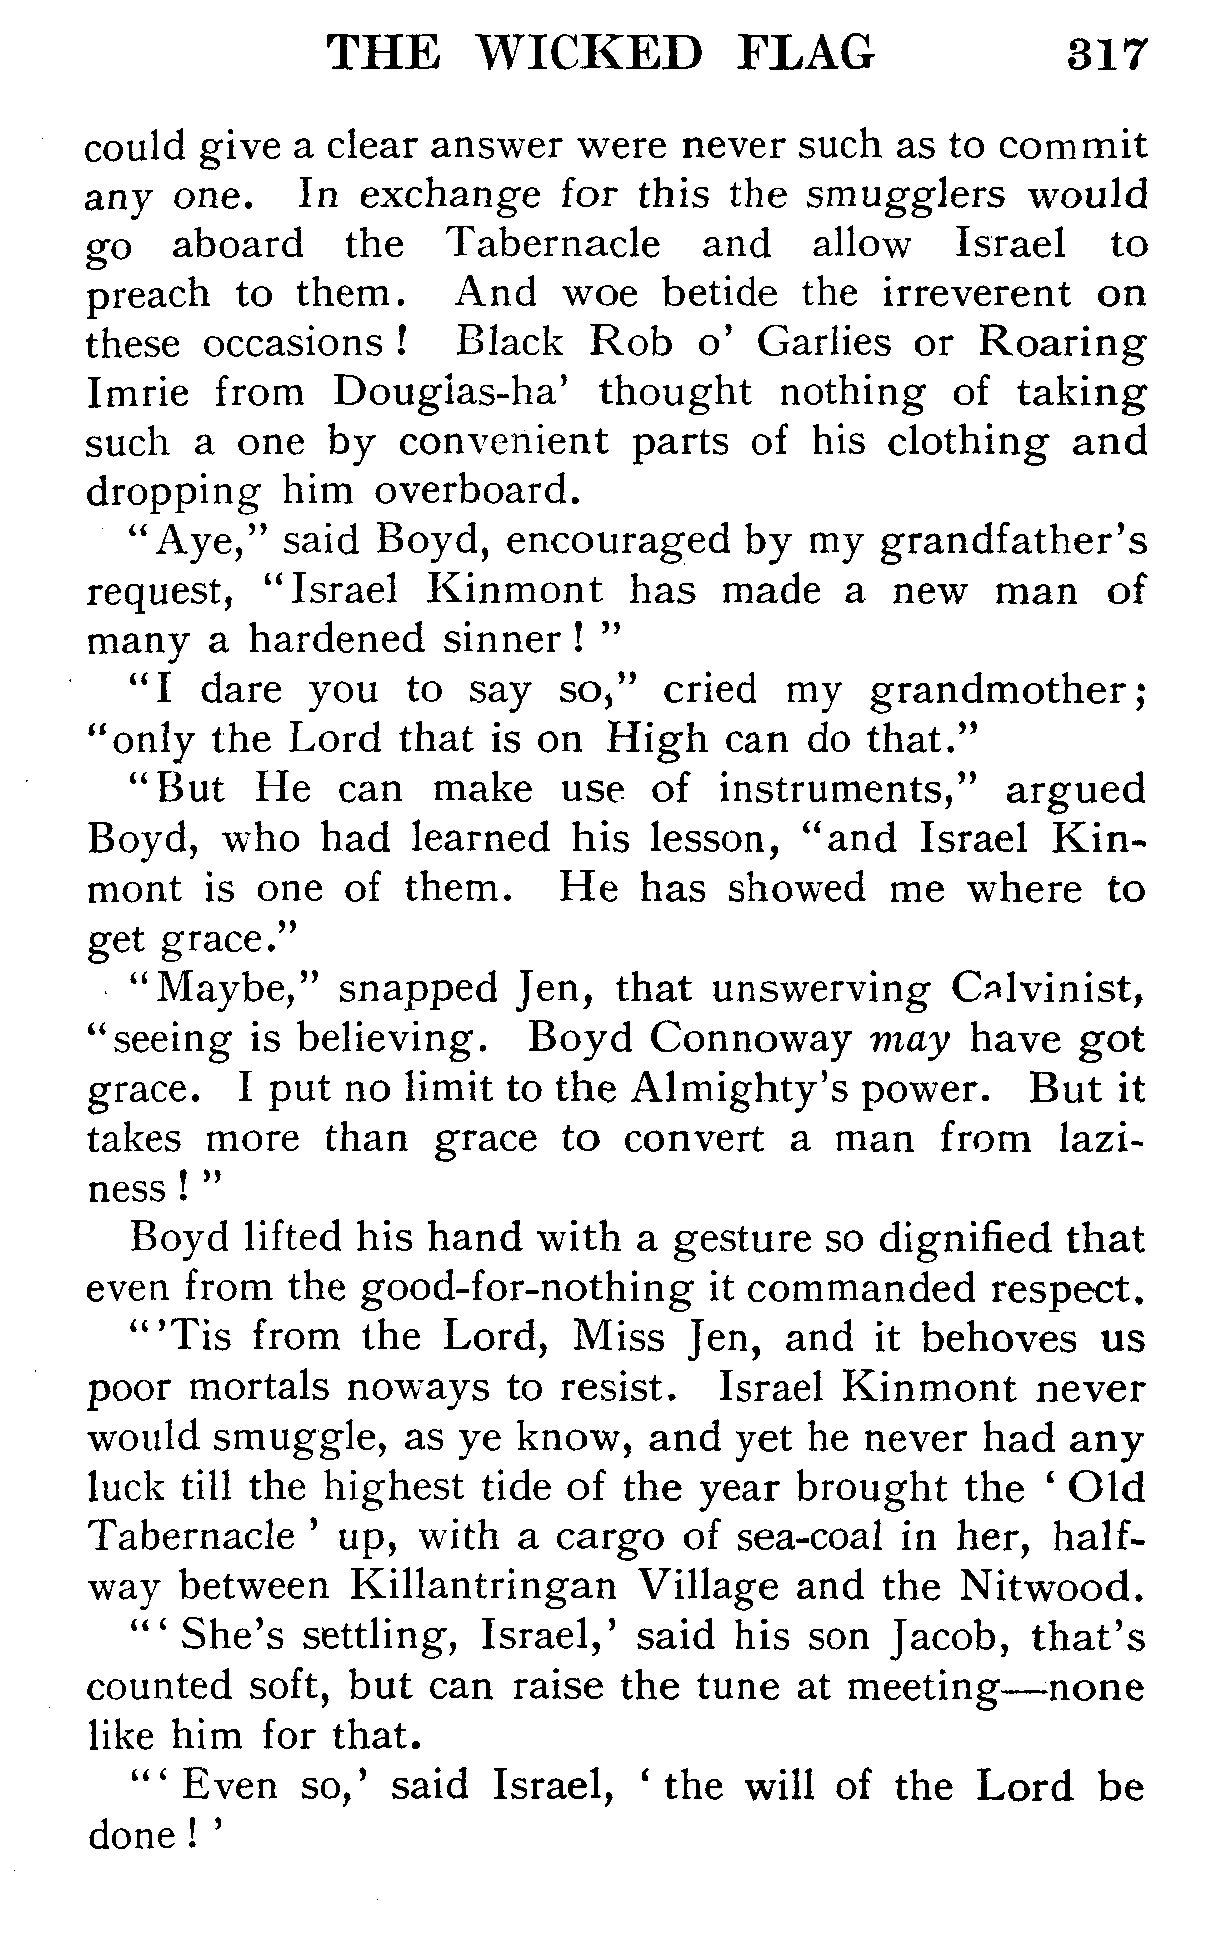 THE WICKED FLAG 317
could give a clear answer were never such as to commit
any one. In exchange for this the smugglers would
go aboard the Tabernacle and allow Israel to
preach to them. And woe betide the irreverent on
these occasions ! Black Rob o' Garlies or Roaring
Imrie from Douglas-ha' thought nothing of taking
such a one by convenient parts of his clothing and
dropping him overboard.
"Aye," said Boyd, encouraged by my grandfather's
request, "Israel Kinmont has made a new man of
many a hardened sinner ! "
"I dare you to say so," cried my grandmother;
"only the Lord that is on High can do that."
"But He can make use of instruments," argued
Boyd, who had learned his lesson, "and Israel Kin-
mont is one of them. He has showed me where to
get grace."
"Maybe," snapped Jen, that unswerving Calvinist,
"seeing is believing. Boyd Connoway may have got
grace. I put no limit to the Almighty's power. But it
takes more than grace to convert a man from lazi-
ness ! "
Boyd lifted his hand with a gesture so dignified that
even from the good-for-nothing it commanded respect.
"'Tis from the Lord, Miss Jen, and it behoves us
poor mortals noways to resist. Israel Kinmont never
would smuggle, as ye know, and yet he never had any
luck till the highest tide of the year brought the ' Old
Tabernacle ' up, with a cargo of sea-coal in her, half-
way between Killantringan Village and the Nitwood.
"' She's settling, Israel,' said his son Jacob, that's
counted soft, but can raise the tune at meeting—none
like him for that.
"' Even so,' said Israel, ' the will of the Lord be
done ! '